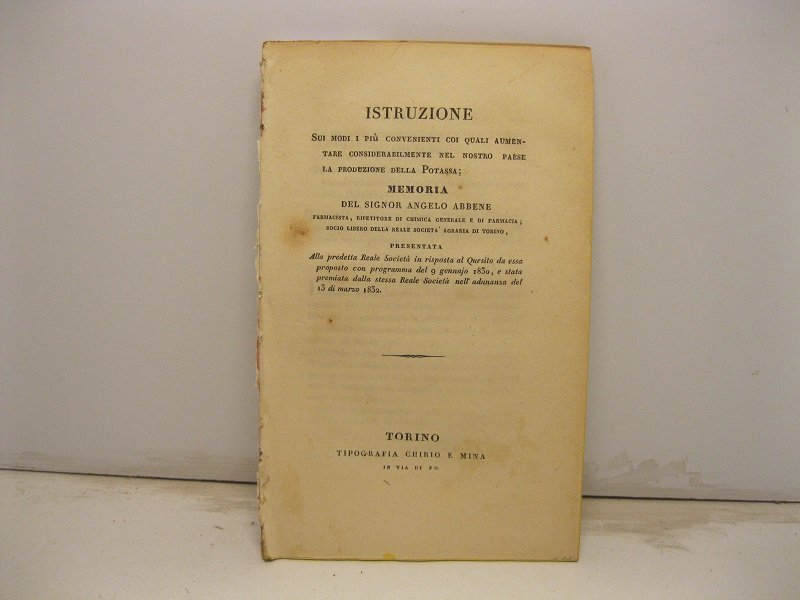 ISTRUZIONE
SUI MODI I PIÙ CONVENIENTI COI QUALI AUMEN-
TARE CONSIDERABILMENTE NEL NOSTRO PAESE
LA PRODUZIONE DELLA POTASSA;
MEMORIA
DEL SIGNOR ANGELO ABBENE
FARMACISTA, RIPETITORE DI CHIMICA GENERALE E DI FARMACIA;
SOCIO LIBERO DELLA REALE SOCIETA' AGRARIA DI TORINO,
PRESENTATA
Alla predetta Reale Società in risposta al Quesito da essa
proposto con programma del 9 gennajo 1830, e stata
premiata dalla stessa Reale Società nell'adunanza del
13 di marzo 1832.
TORINO
TIPOGRAFIA CHIRIO E MINA
IN VIA DI PO.